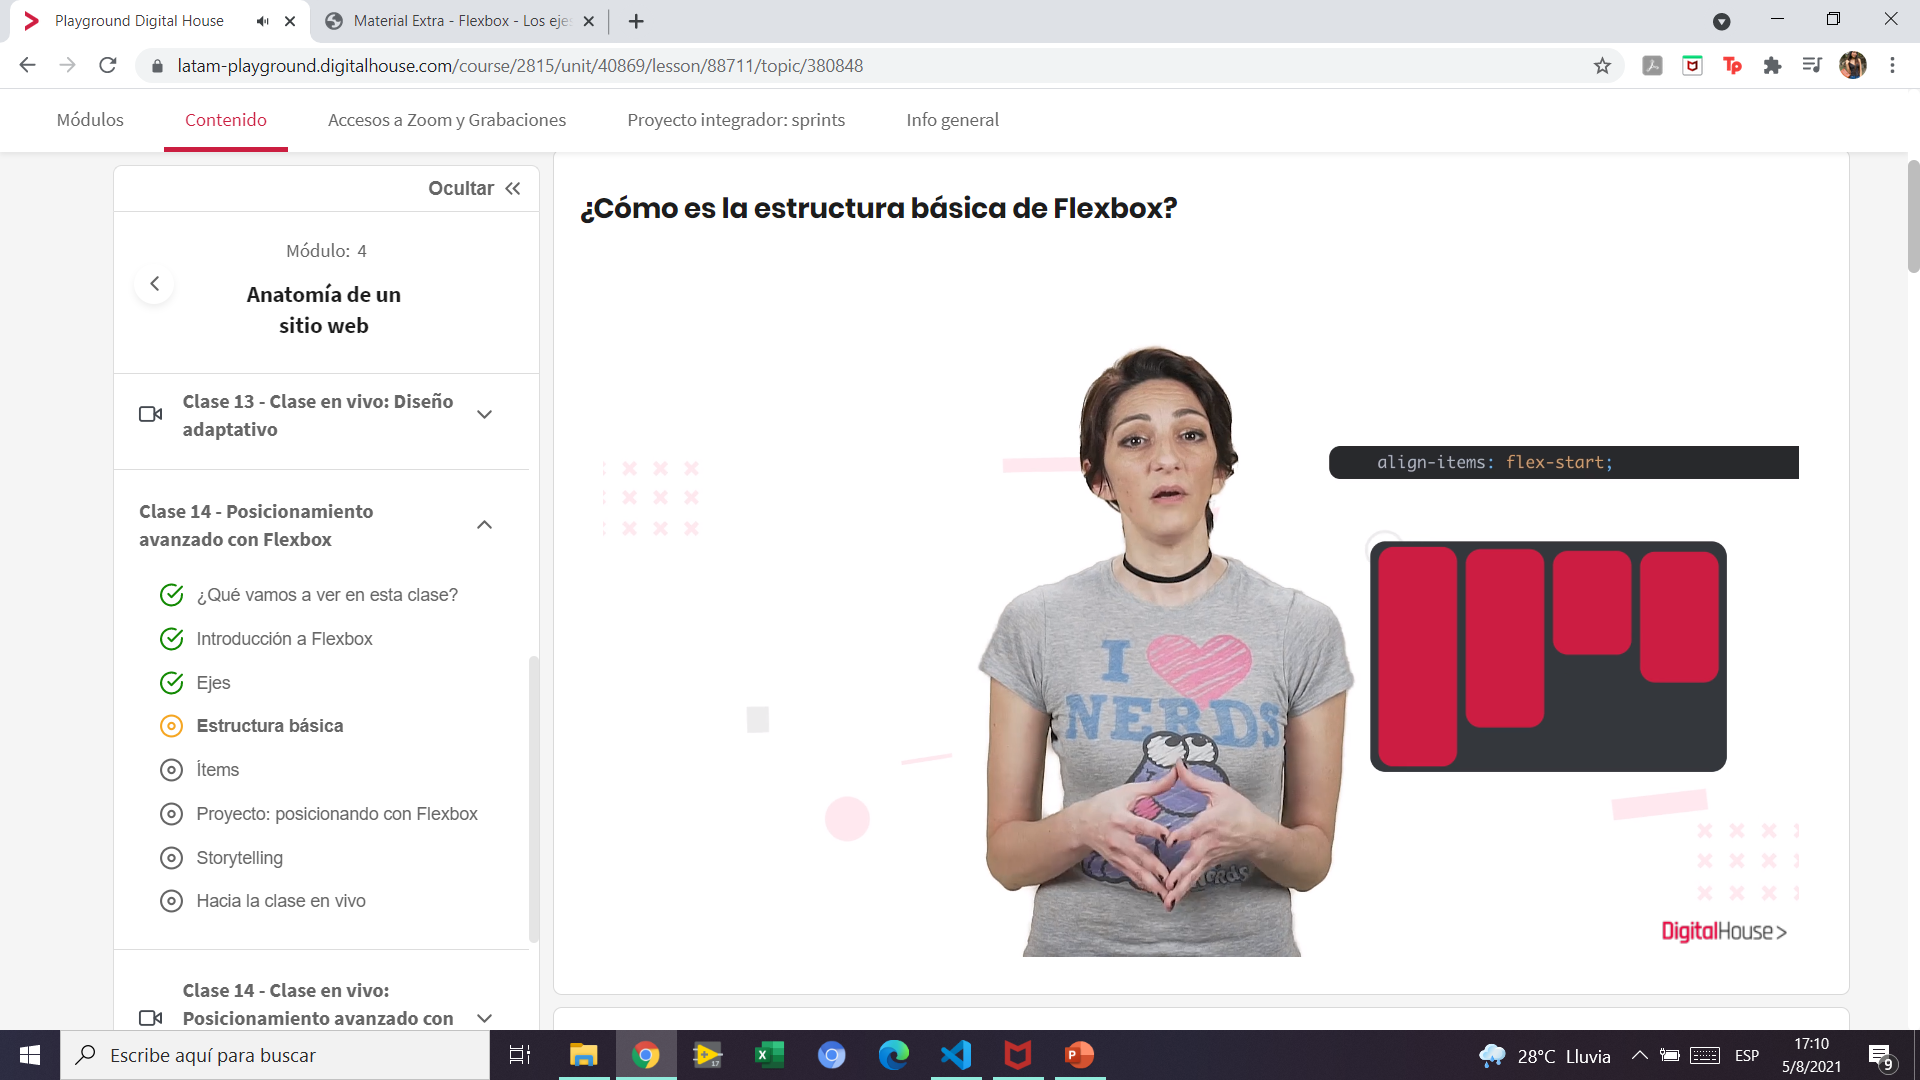 Playground Digital House
Material Extra - Flexbox - Los eje
latam-playground.digitalhouse.com/course/2815/unit/40869/lesson/88711/topic/380848
Módulos
Contenido
Accesos a Zoom y Grabaciones
Proyecto integrador: sprints
Info general
Ocultar
Módulo: 4
Anatomía de un
sitio web
Clase 13 - Clase en vivo: Diseño
adaptativo
Clase 14 - Posicionamiento
avanzado con Flexbox
¿Qué vamos a ver en esta clase?
Introducción a Flexbox
Ejes
Estructura básica
Ítems
Proyecto: posicionando con Flexbox
Storytelling
Hacia la clase en vivo
Clase 14 - Clase en vivo:
Posicionamiento avanzado con
¿Cómo es la estructura básica de Flexbox?
align-items: flex-start;
I
NERDS
nerds
DigitalHouse>
Escribe aquí para buscar
28°C Lluvia
ESP
17:10
5/8/2021
9